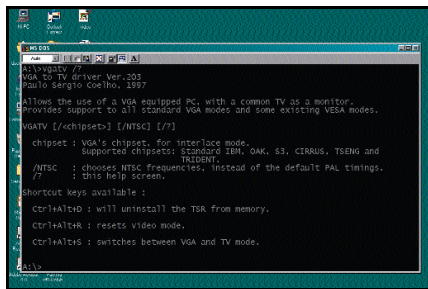 MS-DOS
Auto
A:\>vgatv /?
VGA to TV driver Ver.203
Paulo Sergio Coelho, 1997
Allows the use of a VGA equipped PC, with a common TV as a monitor.
Provides support to all standard VGA modes and some existing VESA modes.
VGATV [/<chipset>] [/NTSC] [/?]
chipset : VGA's chipset, for interlace mode.
Supported chipsets: Standard IBM, OAK, S3, CIRRUS, TSENG and
TRIDENT.
/NTSC : chooses NTSC frequencies, instead of the default PAL timings.
/? : this help screen.
Shortcut keys available :
Ctrl+Alt+D : will uninstall the TSR from memory.
Ctrl+Alt+R : resets video mode.
Ctrl+Alt+S : switches between VGA and TV mode.
A:\>